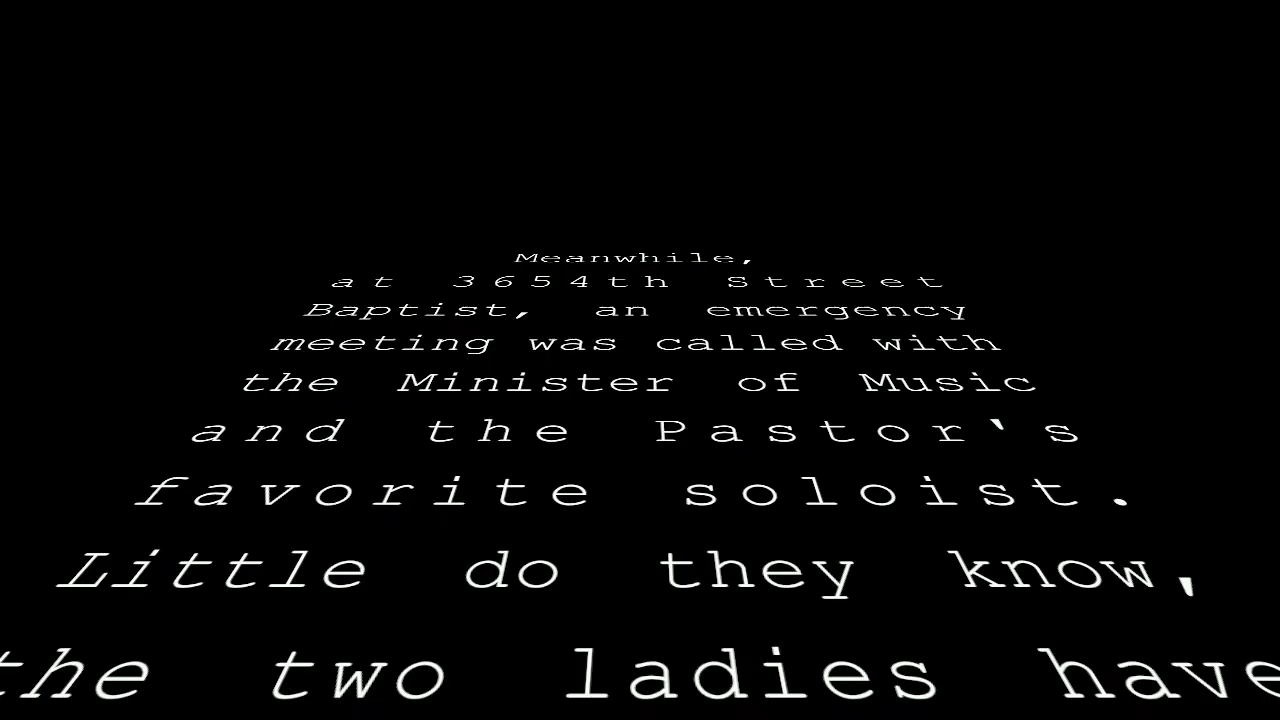 Meanwhile,
at 3654th Street
Baptist, an emergency
meeting was called with
the Minister of Music
and the Pastor's
favorite soloist.
Little do they know,
the two ladies have